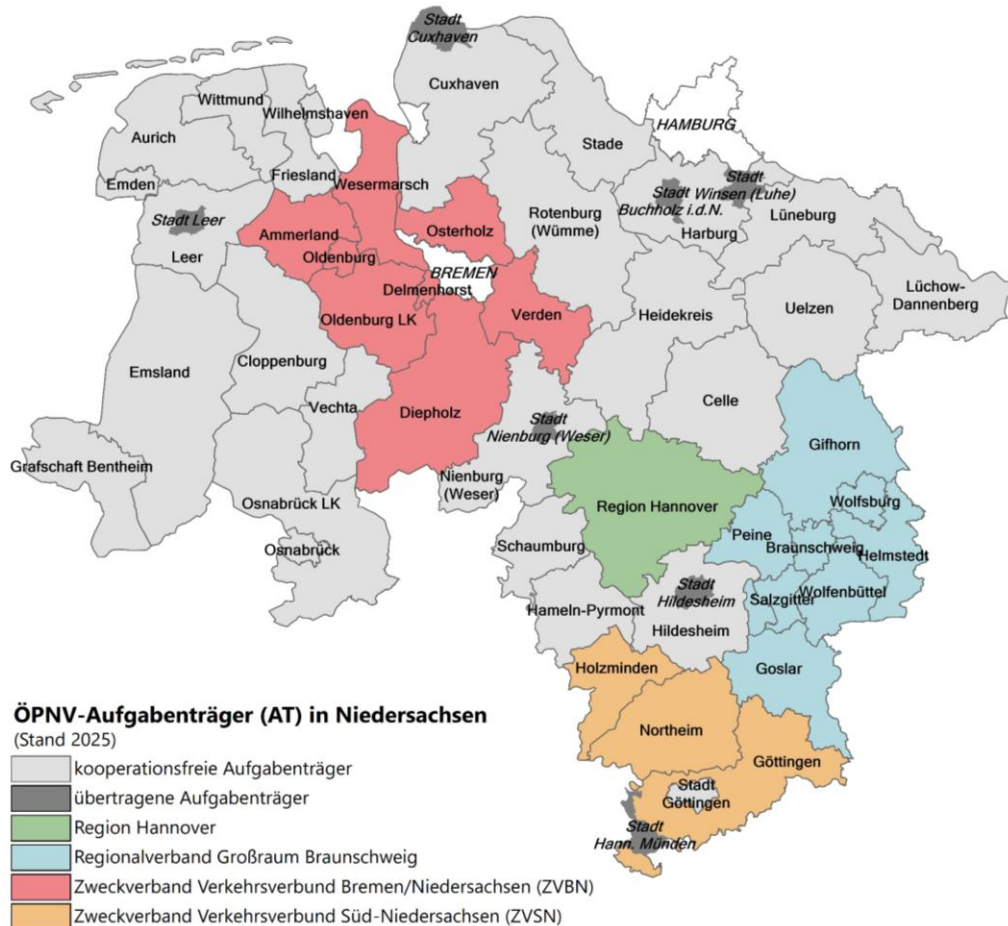 Stadt
Cuxhaven
Cuxhaven
Wittmund
Wilhelmshaven
Aurich
HAMBURG
Stade
Emden
Friesland
Wesermarsch
Stadt
Buchholz i.d.N.
Stadt
Winsen (Luhe)
Harburg
Lüneburg
Stadt Leer
Leer
Ammerland
Oldenburg
Osterholz
Rotenburg
(Wümme)
BREMEN
Delmenhorst
Oldenburg LK
Verden
Heidekreis
Uelzen
Lüchow-
Dannenberg
Cloppenburg
Emsland
Vechta
Diepholz
Celle
Stadt
Nienburg (Weser)
Gifhorn
Grafschaft Bentheim
Nienburg
(Weser)
Osnabrück LK
Region Hannover
Wolfsburg
Peine
Braunschweig
Helmstedt
Osnabrück
Schaumburg
Stadt
Hildesheim
Salzgitter
Wolfenbüttel
Hameln-Pyrmont
Hildesheim
Holzminden
Goslar
Northeim
Göttingen
Stadt
Göttingen
Stadt
Hann. Münden
ÖPNV-Aufgabenträger (AT) in Niedersachsen
(Stand 2025)
kooperationsfreie Aufgabenträger
übertragene Aufgabenträger
Region Hannover
Regionalverband Großraum Braunschweig
Zweckverband Verkehrsverbund Bremen/Niedersachsen (ZVBN)
Zweckverband Verkehrsverbund Süd-Niedersachsen (ZVSN)